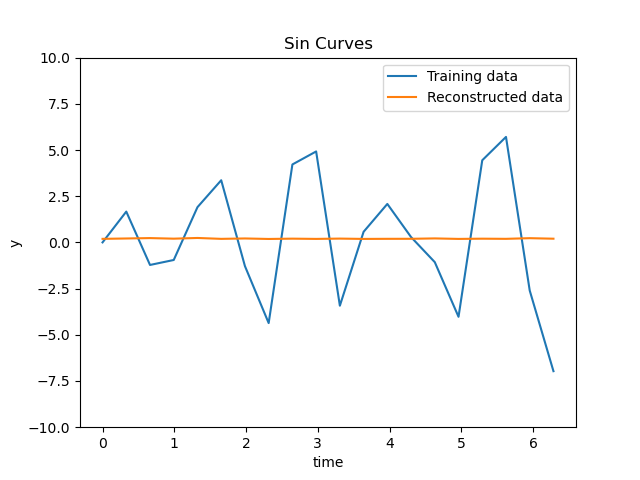 Sin Curves
Training data
Reconstructed data
10.0
7.5
5.0
2.5
0.0
−2.5
−5.0
−7.5
−10.0
y
0 1 2 3 4 5 6
time